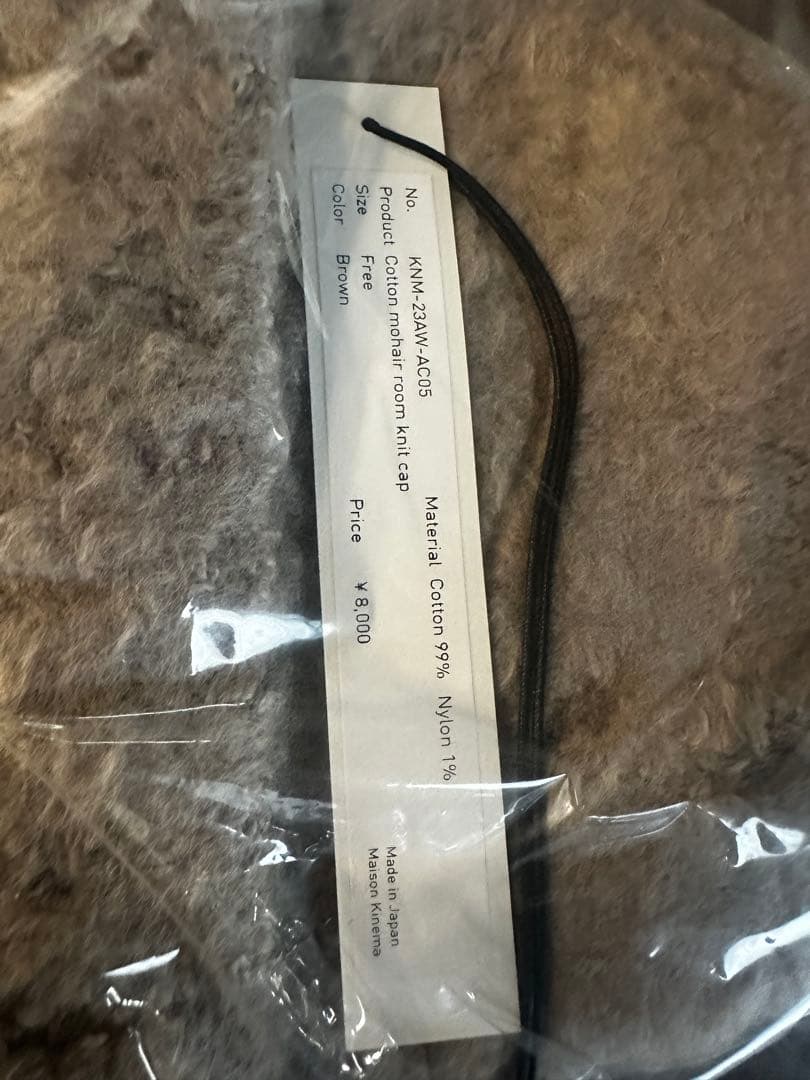 No. KNM-23AW-AC05
Product Cotton mohair room knit cap
Size Free
Color Brown
Material Cotton 99% Nylon 1%
Price ¥8,000
Made in Japan
Maison Kinema